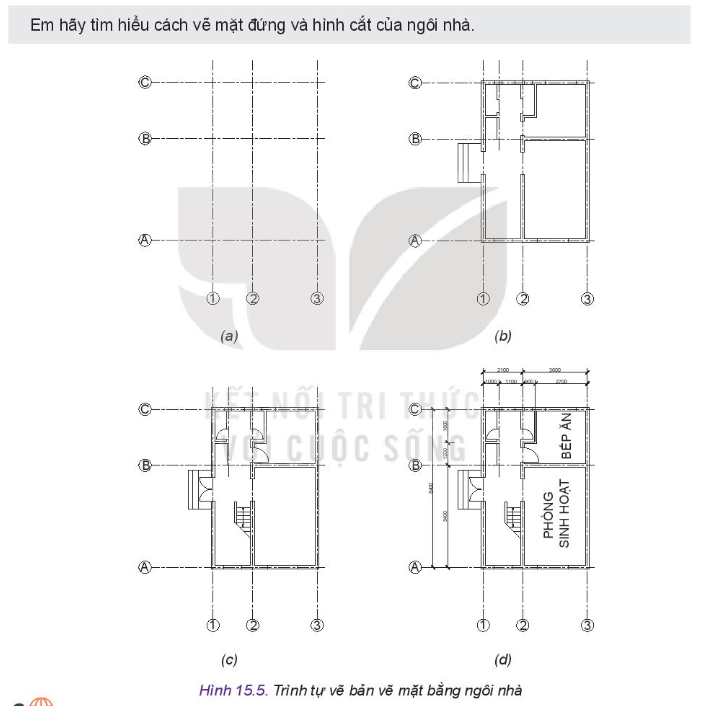 Em hãy tìm hiểu cách vẽ mặt đứng và hình cắt của ngôi nhà.
C
C
B
B
A
A
1 2 3
1 2 3
(a)
(b)
KẾT NỐI TRI THỨC
VỚI CUỘC SỐNG
2100 3600
1000 1100 2700
C
C
1800
BẾP ĂN
B
B
1200
PHÒNG
SINH HOẠT
A
A
1 2 3
1 2 3
(c)
(d)
Hình 15.5. Trình tự vẽ bản vẽ mặt bằng ngôi nhà